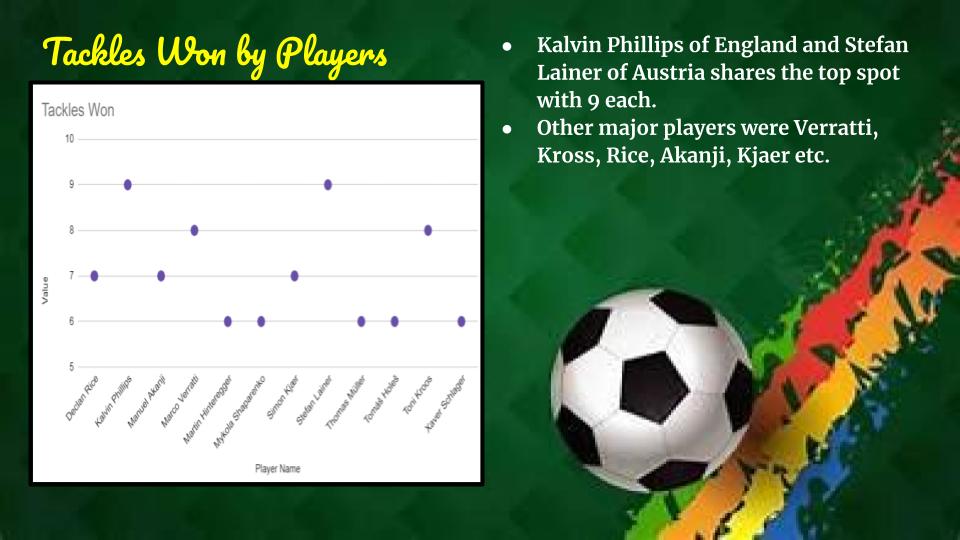 Tackles Won by Players
Tackles Won
10
9
8
7
6
5
Value
Declan Rice
Kalvin Phillips
Manuel Akanji
Marco Verratti
Martin Hinteregger
Mykola Shaparenko
Simon Kjær
Stefan Lainer
Thomas Müller
Tomáš Holeš
Toni Kroos
Xaver Schlager
Player Name
● Kalvin Phillips of England and Stefan
Lainer of Austria shares the top spot
with 9 each.
● Other major players were Verratti,
Kross, Rice, Akanji, Kjaer etc.